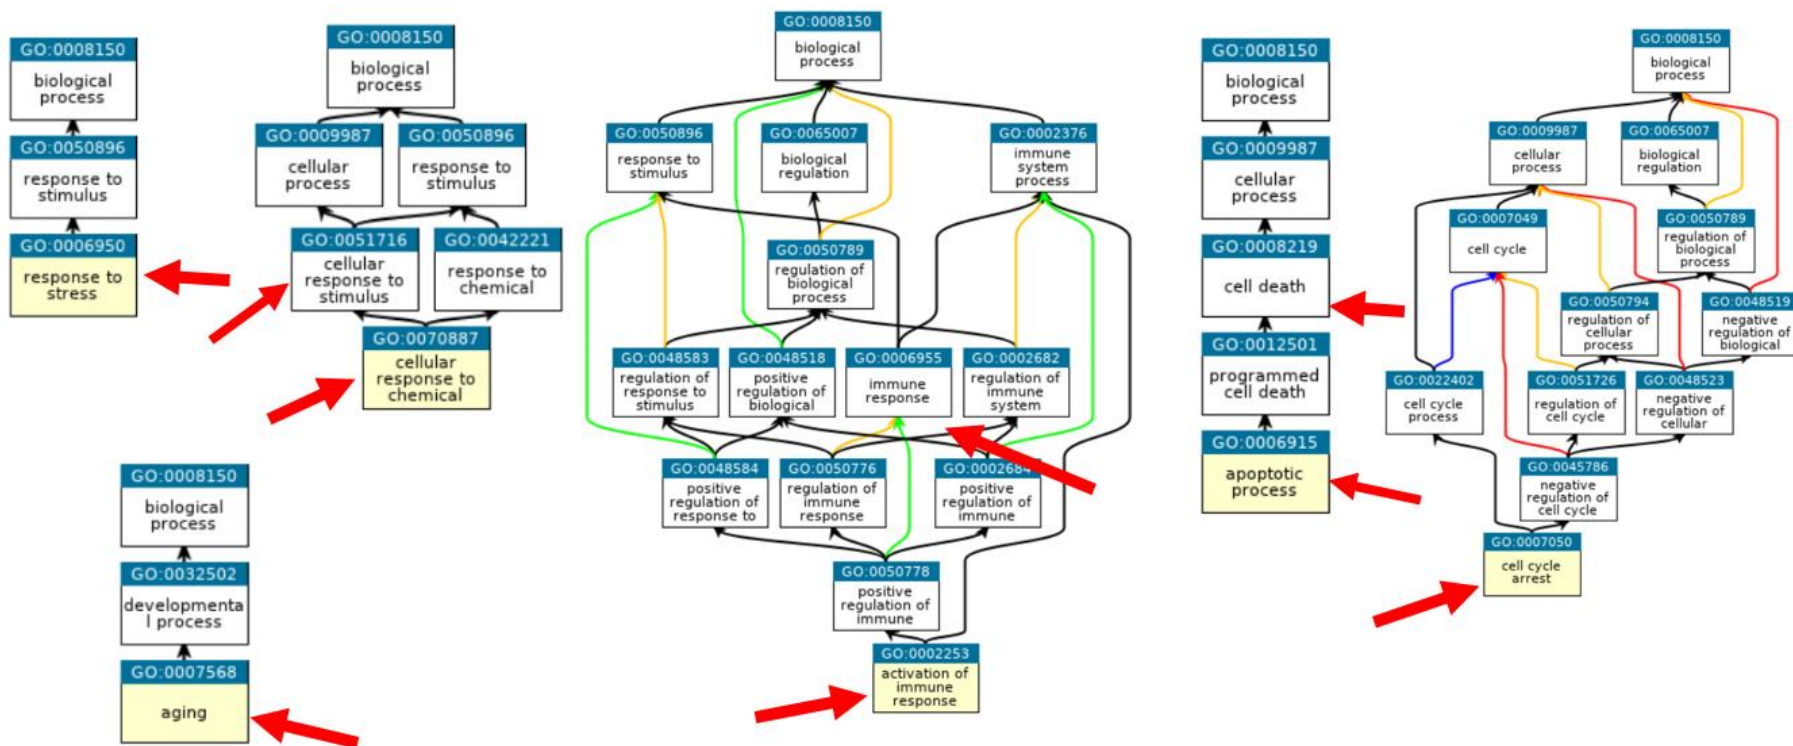 GO:0008150
biological
process
GO:0050896
response to
stimulus
GO:0006950
response to
stress
GO:0008150
biological
process
GO:0009987
cellular
process
GO:0050896
response to
stimulus
GO:0051716
cellular
response to
stimulus
GO:0042221
response to
chemical
GO:0070887
cellular
response to
chemical
GO:0008150
biological
process
GO:0032502
developmenta
l process
GO:0007568
aging
GO:0008150
biological
process
GO:0050896
response to
stimulus
GO:0065007
biological
regulation
GO:0002376
immune
system
process
GO:0050789
regulation of
biological
process
GO:0048583
regulation of
response to
stimulus
GO:0048518
positive
regulation of
biological
GO:0006955
immune
response
GO:0002682
regulation of
immune
system
GO:0048584
positive
regulation of
response to
GO:0050776
regulation of
immune
response
GO:0002684
positive
regulation of
immune
GO:0050778
positive
regulation of
immune
GO:0002253
activation of
immune
response
GO:0008150
biological
process
GO:0009987
cellular
process
GO:0008219
cell death
GO:0012501
programmed
cell death
GO:0006915
apoptotic
process
GO:0008150
biological
process
GO:0009987
cellular
process
GO:0065007
biological
regulation
GO:0007049
cell cycle
GO:0050789
regulation of
biological
process
GO:0050794
regulation of
cellular
process
GO:0048519
negative
regulation of
biological
GO:0022402
cell cycle
process
GO:0051726
regulation of
cell cycle
GO:0048523
negative
regulation of
cellular
GO:0045786
negative
regulation of
cell cycle
GO:0007050
cell cycle
arrest